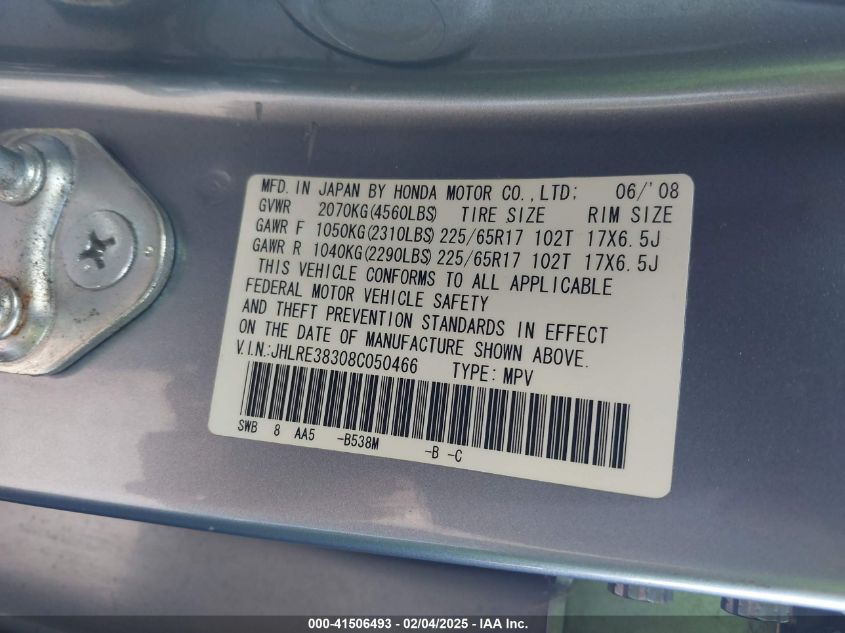 MFD. IN JAPAN BY HONDA MOTOR CO., LTD; 06/'08
GVWR 2070KG(4560LBS) TIRE SIZE RIM SIZE
GAWR F 1050KG(2310LBS) 225/65R17 102T 17X6.5J
GAWR R 1040KG(2290LBS) 225/65R17 102T 17X6.5J
THIS VEHICLE CONFORMS TO ALL APPLICABLE
FEDERAL MOTOR VEHICLE SAFETY
AND THEFT PREVENTION STANDARDS IN EFFECT
ON THE DATE OF MANUFACTURE SHOWN ABOVE.
V.I.N.:JHLRE38308C050466 TYPE: MPV
SWB 8 AA5 -B538M -B -C
000-41506493 - 02/04/2025 - IAAI Inc.